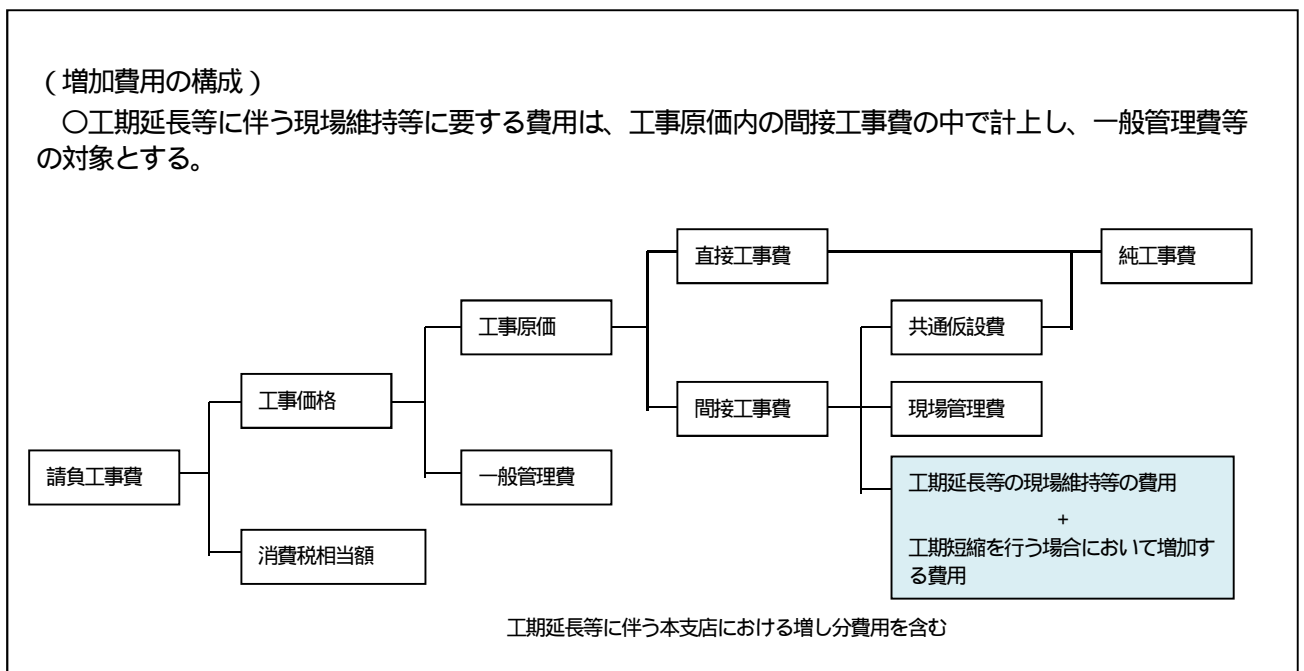 （増加費用の構成）
○工期延長等に伴う現場維持等に要する費用は、工事原価内の間接工事費の中で計上し、一般管理費等
の対象とする。
直接工事費
純工事費
工事原価
共通仮設費
工事価格
間接工事費
現場管理費
請負工事費
一般管理費
工期延長等の現場維持等の費用
+
工期短縮を行う場合において増加す
る費用
消費税相当額
工期延長等に伴う本支店における増し分費用を含む